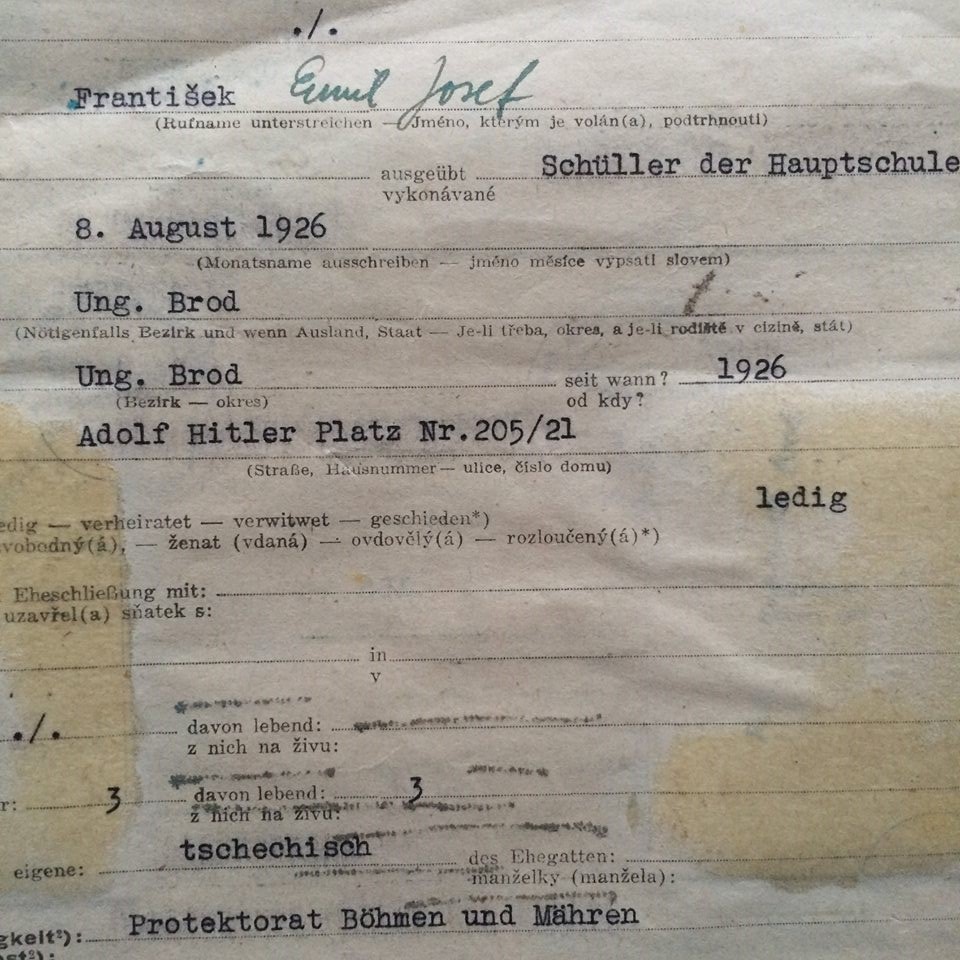 ./.
František Emil Josef
(Rufname unterstreichen — Jméno, kterým je volán(a), podtrhnouti)
ausgeübt Schüller der Hauptschule
vykonávané
8. August 1926
(Monatsname ausschreiben — jméno měsíce vypsati slovem)
Ung. Brod
(Nötigenfalls Bezirk und wenn Ausland, Staat — Je-li třeba, okres, a je-li rodiště v cizině, stát)
Ung. Brod seit wann? 1926
(Bezirk — okres) od kdy?
Adolf Hitler Platz Nr.205/21
(Straße, Hausnummer — ulice, číslo domu)
ledig
edig — verheiratet — verwitwet — geschieden*)
vobodný(á), — ženat (vdaná) — ovdovělý(á) — rozloučený(á)*)
Eheschließung mit:
uzavřel(a) sňatek s:
in
v
./. davon lebend:
z nich na živu:
r: 3 davon lebend: 3
z nich na živu:
eigene: tschechisch des Ehegatten:
manželky (manžela):
gkeit²): Protektorat Böhmen und Mähren